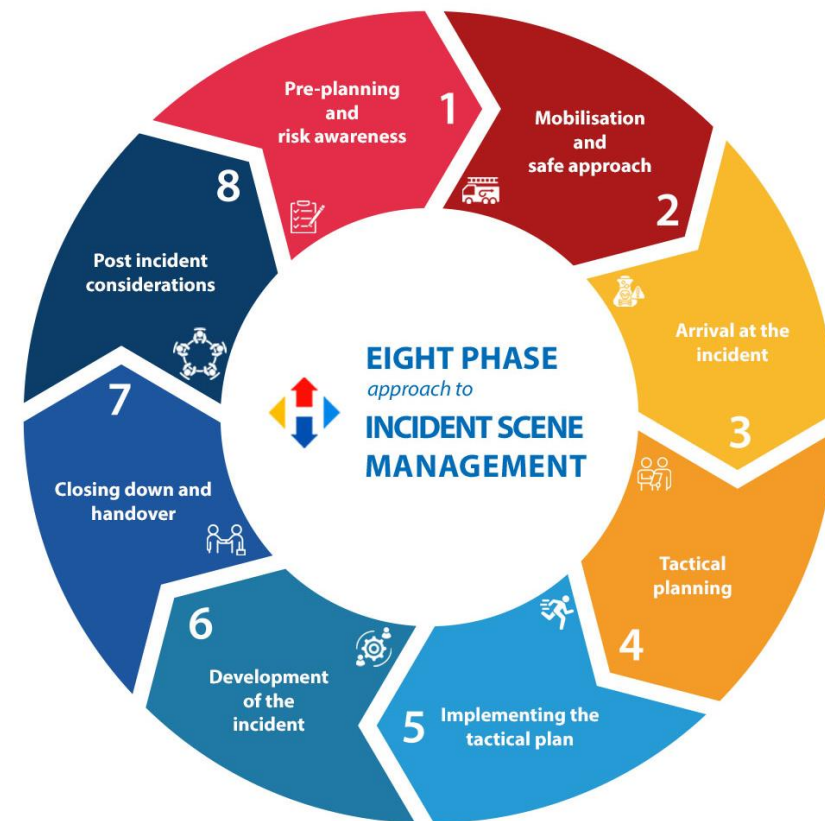 EIGHT PHASE
approach to
INCIDENT SCENE
MANAGEMENT
1
Pre-planning
and
risk awareness
2
Mobilisation
and
safe approach
3
Arrival at the
incident
4
Tactical
planning
5
Implementing the
tactical plan
6
Development
of the
incident
7
Closing down and
handover
8
Post incident
considerations